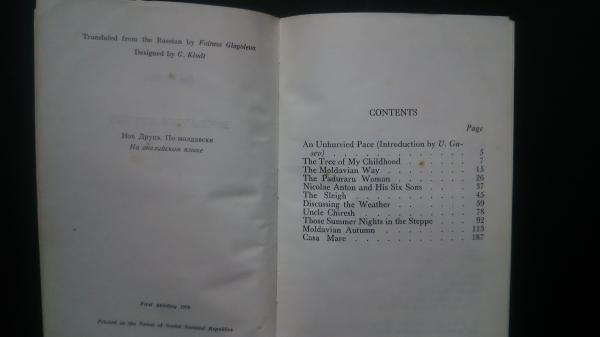 Translated from the Russian by Fainna Glagoleva
Designed by G. Kludt
Ион Друцэ. По-молдавски
На английском языке
First printing 1970
Printed in the Union of Soviet Socialist Republics
CONTENTS
Page
An Unhurried Pace (Introduction by U. Gu-
sev) . . . . . . . . . . . 5
The Tree of My Childhood . . . . . . . 7
The Moldavian Way . . . . . . . . 15
The Paduraru Woman . . . . . . . . 26
Nicolae Anton and His Six Sons . . . . . 37
The Sleigh . . . . . . . . . . 45
Discussing the Weather . . . . . . . 59
Uncle Chiresh . . . . . . . . . 78
Those Summer Nights in the Steppe . . . . 92
Moldavian Autumn . . . . . . . . 113
Casa Mare . . . . . . . . . . 187